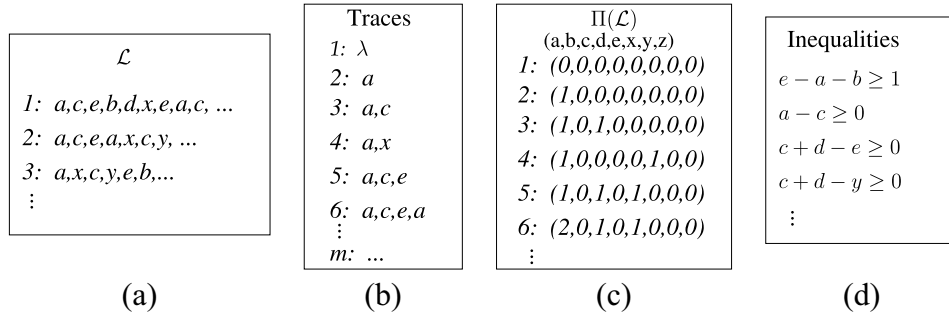 ℒ
1: a,c,e,b,d,x,e,a,c, ...
2: a,c,e,a,x,c,y, ...
3: a,x,c,y,e,b,...
⋮
(a)
Traces
1: λ
2: a
3: a,c
4: a,x
5: a,c,e
6: a,c,e,a
⋮
m: ...
(b)
Π(ℒ)
(a,b,c,d,e,x,y,z)
1: (0,0,0,0,0,0,0,0)
2: (1,0,0,0,0,0,0,0)
3: (1,0,1,0,0,0,0,0)
4: (1,0,0,0,0,1,0,0)
5: (1,0,1,0,1,0,0,0)
6: (2,0,1,0,1,0,0,0)
⋮
(c)
Inequalities
e − a − b ≥ 1
a − c ≥ 0
c + d − e ≥ 0
c + d − y ≥ 0
⋮
(d)